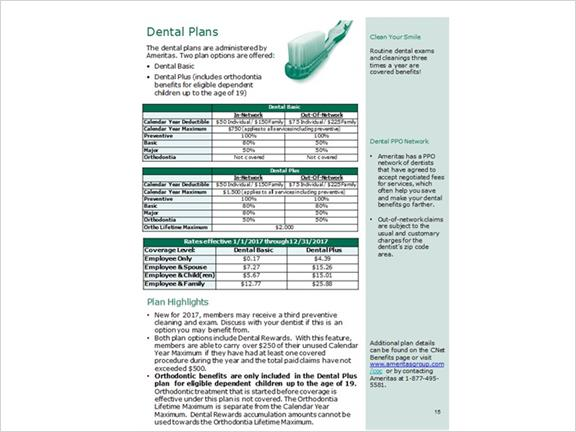 Dental Plans
The dental plans are administered by
Ameritas. Two plan options are offered:
• Dental Basic
• Dental Plus (includes orthodontia
benefits for eligible dependent
children up to the age of 19)
Dental Basic
In-Network Out-Of-Network
Calendar Year Deductible $50 Individual / $150 Family $75 Individual / $225 Family
Calendar Year Maximum $750 (applies to all services including preventive)
Preventive 100% 100%
Basic 80% 50%
Major 50% 50%
Orthodontia Not covered Not covered
Dental Plus
In-Network Out-Of-Network
Calendar Year Deductible $50 Individual / $150 Family $75 Individual / $225 Family
Calendar Year Maximum $1,500 (applies to all services including preventive)
Preventive 100% 100%
Basic 80% 80%
Major 80% 50%
Orthodontia 50% 50%
Ortho Lifetime Maximum $2,000
Rates effective 1/1/2017 through 12/31/2017
Coverage Level: Dental Basic Dental Plus
Employee Only $0.17 $4.39
Employee & Spouse $7.27 $15.26
Employee & Child(ren) $5.67 $15.01
Employee & Family $12.77 $25.88
Plan Highlights
• New for 2017, members may receive a third preventive
cleaning and exam. Discuss with your dentist if this is an
option you may benefit from.
• Both plan options include Dental Rewards. With this feature,
members are able to carry over $250 of their unused Calendar
Year Maximum if they have had at least one covered
procedure during the year and the total paid claims have not
exceeded $500.
• Orthodontic benefits are only included in the Dental Plus
plan for eligible dependent children up to the age of 19.
Orthodontic treatment that is started before coverage is
effective under this plan is not covered. The Orthodontia
Lifetime Maximum is separate from the Calendar Year
Maximum. Dental Rewards accumulation amounts cannot be
used towards the Orthodontia Lifetime Maximum.
Clean Your Smile
Routine dental exams
and cleanings three
times a year are
covered benefits!
Dental PPO Network
• Ameritas has a PPO
network of dentists
that have agreed to
accept negotiated fees
for services, which
often help you save
and make your dental
benefits go farther.
• Out-of-network claims
are subject to the
usual and customary
charges for the
dentist's zip code
area.
Additional plan details
can be found on the CNet
Benefits page or visit
www.ameritasgroup.com
or by contacting
Ameritas at 1-877-495-
5581.
15